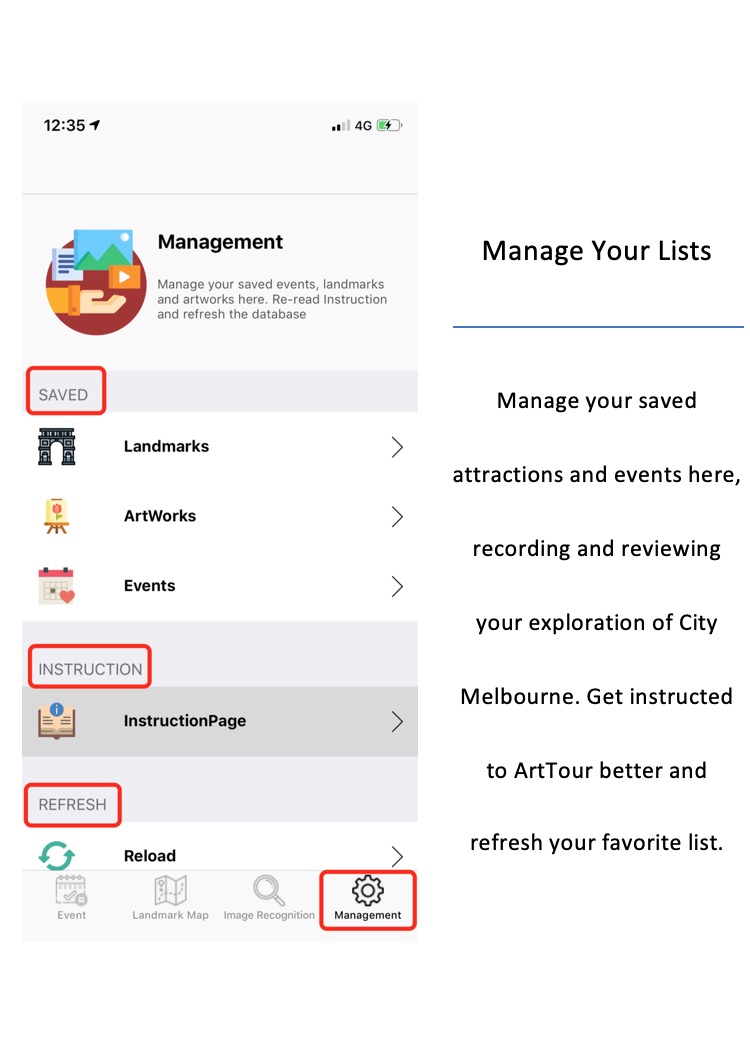 12:35
4G
Management
Manage your saved events, landmarks
and artworks here. Re-read Instruction
and refresh the database
SAVED
Landmarks
ArtWorks
Events
INSTRUCTION
InstructionPage
REFRESH
Reload
Event
Landmark Map
Image Recognition
Management
Manage Your Lists
Manage your saved
attractions and events here,
recording and reviewing
your exploration of City
Melbourne. Get instructed
to ArtTour better and
refresh your favorite list.